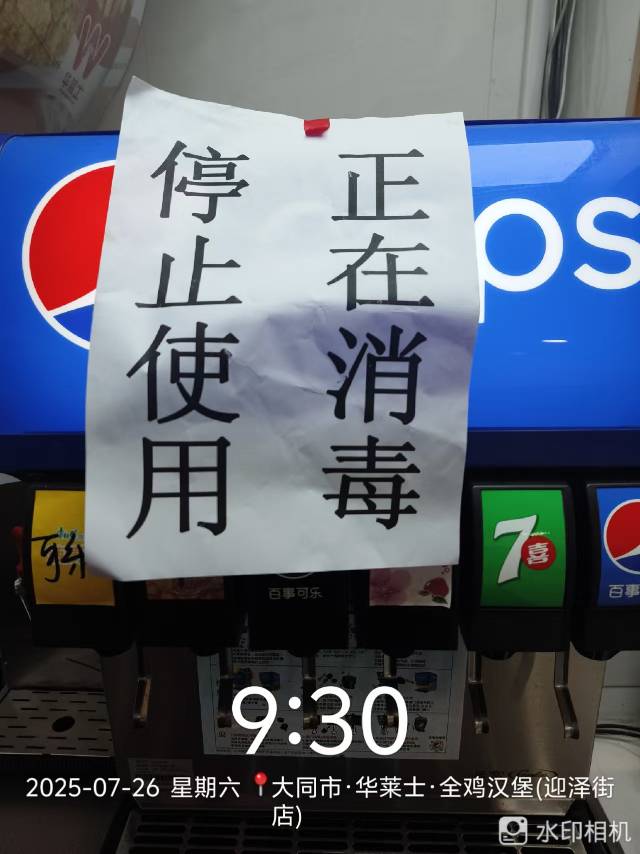 正在消毒
停止使用
ps
7喜
百事可乐
百事
9:30
2025-07-26 星期六 大同市·华莱士·全鸡汉堡(迎泽街
店)
水印相机